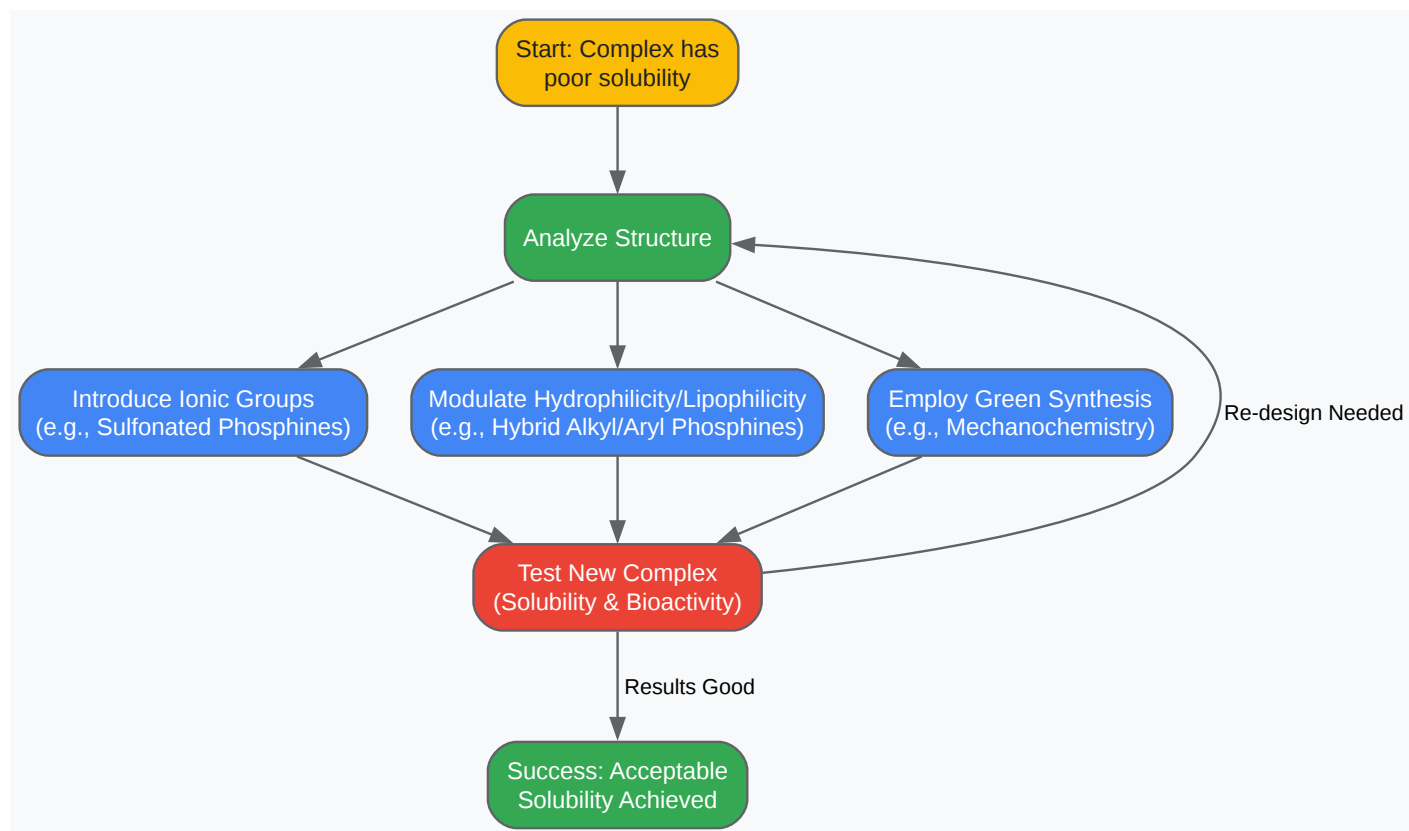 Start: Complex has
poor solubility
Analyze Structure
Introduce Ionic Groups
(e.g., Sulfonated Phosphines)
Modulate Hydrophilicity/Lipophilicity
(e.g., Hybrid Alkyl/Aryl Phosphines)
Employ Green Synthesis
(e.g., Mechanochemistry)
Re-design Needed
Test New Complex
(Solubility & Bioactivity)
Results Good
Success: Acceptable
Solubility Achieved